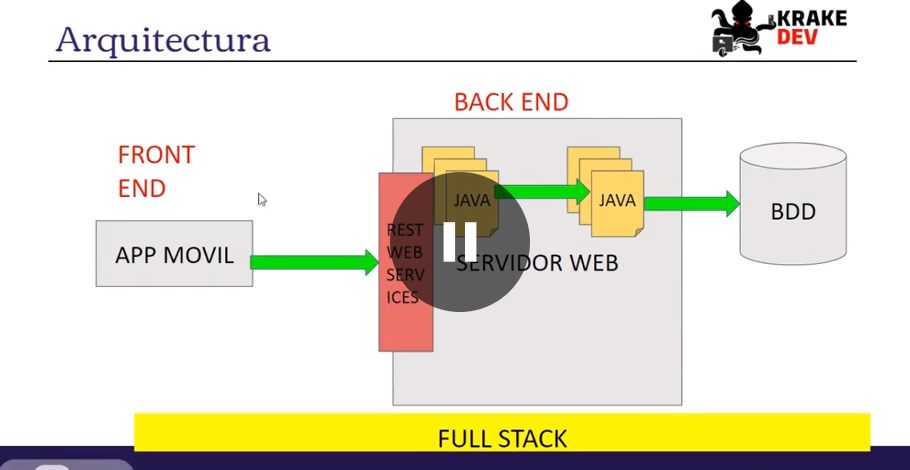 Arquitectura
KRAKE
DEV
BACK END
FRONT
END
APP MOVIL
REST
WEB
SERV
ICES
JAVA
JAVA
SERVIDOR WEB
BDD
FULL STACK